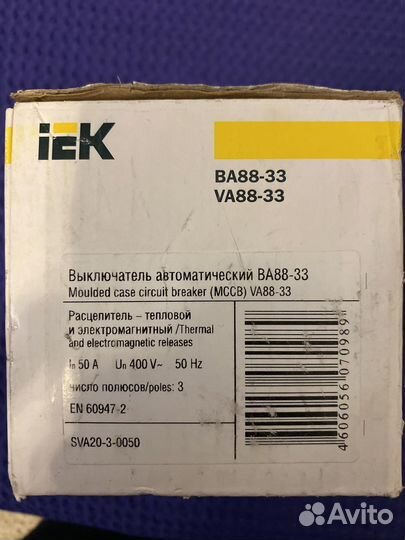 iEK
ВА88-33
VA88-33
Выключатель автоматический ВА88-33
Moulded case circuit breaker (MCCB) VA88-33
Расцепитель – тепловой
и электромагнитный /Thermal
and electromagnetic releases
In 50 A Un 400 V~ 50 Hz
число полюсов/poles: 3
EN 60947-2
SVA20-3-0050
4606056070989
Avito